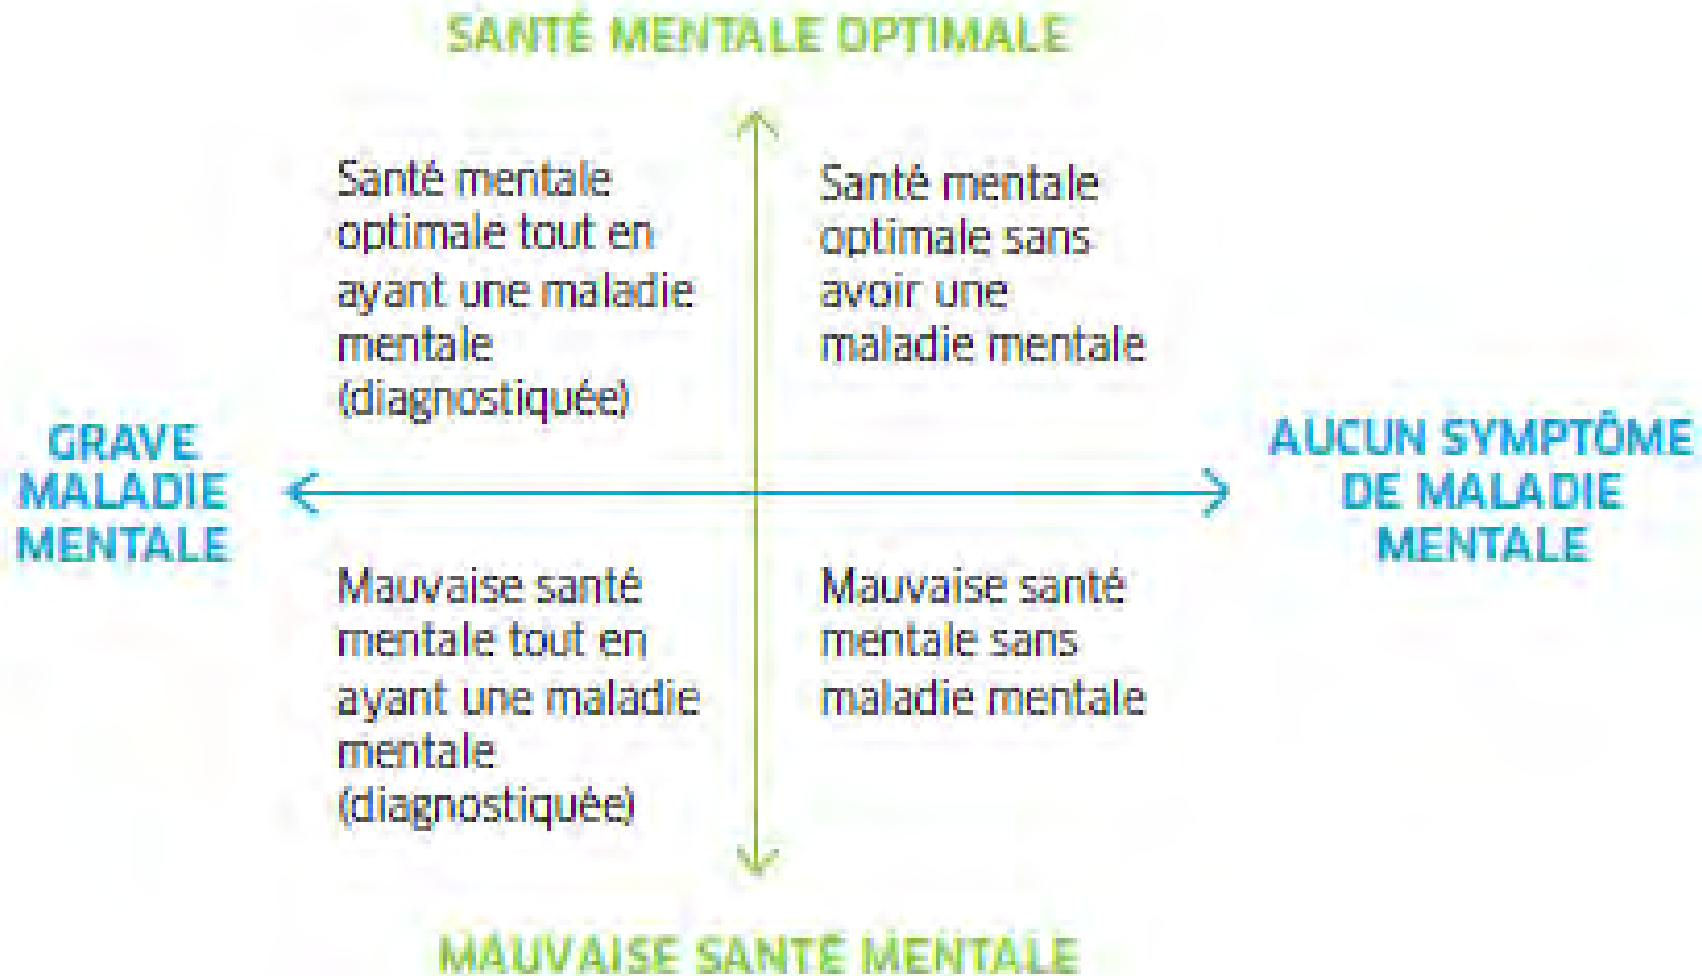 SANTÉ MENTALE OPTIMALE
Santé mentale
optimale tout en
ayant une maladie
mentale
(diagnostiquée)
Santé mentale
optimale sans
avoir une
maladie mentale
GRAVE
MALADIE
MENTALE
AUCUN SYMPTÔME
DE MALADIE
MENTALE
Mauvaise santé
mentale tout en
ayant une maladie
mentale
(diagnostiquée)
Mauvaise santé
mentale sans
maladie mentale
MAUVAISE SANTÉ MENTALE